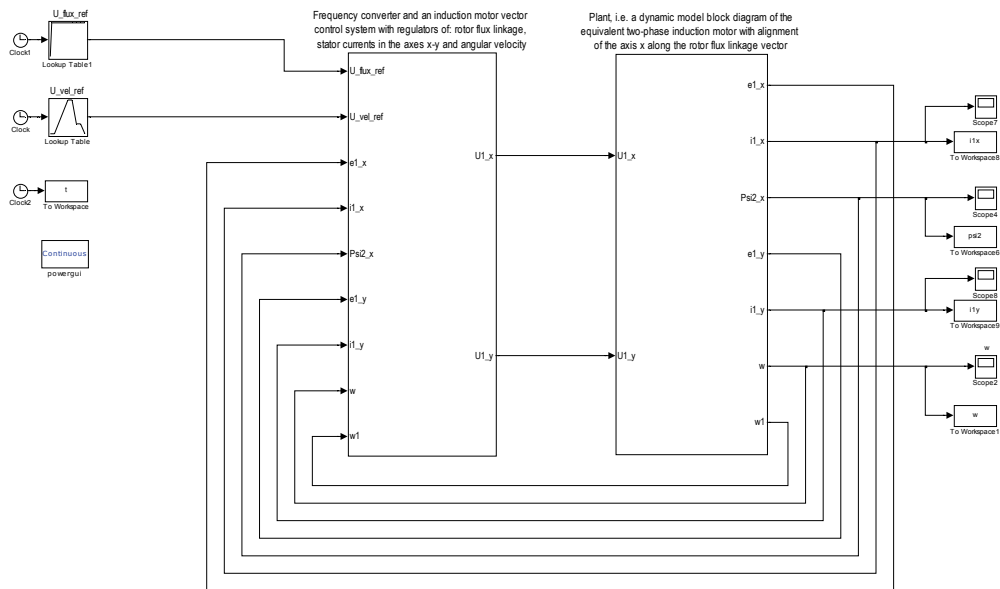 Frequency converter and an induction motor vector
control system with regulators of: rotor flux linkage,
stator currents in the axes x-y and angular velocity
Plant, i.e. a dynamic model block diagram of the
equivalent two-phase induction motor with alignment
of the axis x along the rotor flux linkage vector
U_flux_ref
Clock1
Lookup Table1
U_vel_ref
Clock
Lookup Table
t
Clock2
To Workspace
Continuous
powergui
U_flux_ref
U_vel_ref
e1_x
i1_x
Psi2_x
e1_y
i1_y
w
w1
U1_x
U1_y
U1_x
U1_y
e1_x
i1_x
Psi2_x
e1_y
i1_y
w
w1
Scope7
i1x
To Workspace8
Scope4
psi2
To Workspace6
Scope8
i1y
To Workspace9
w
Scope2
w
To Workspace1